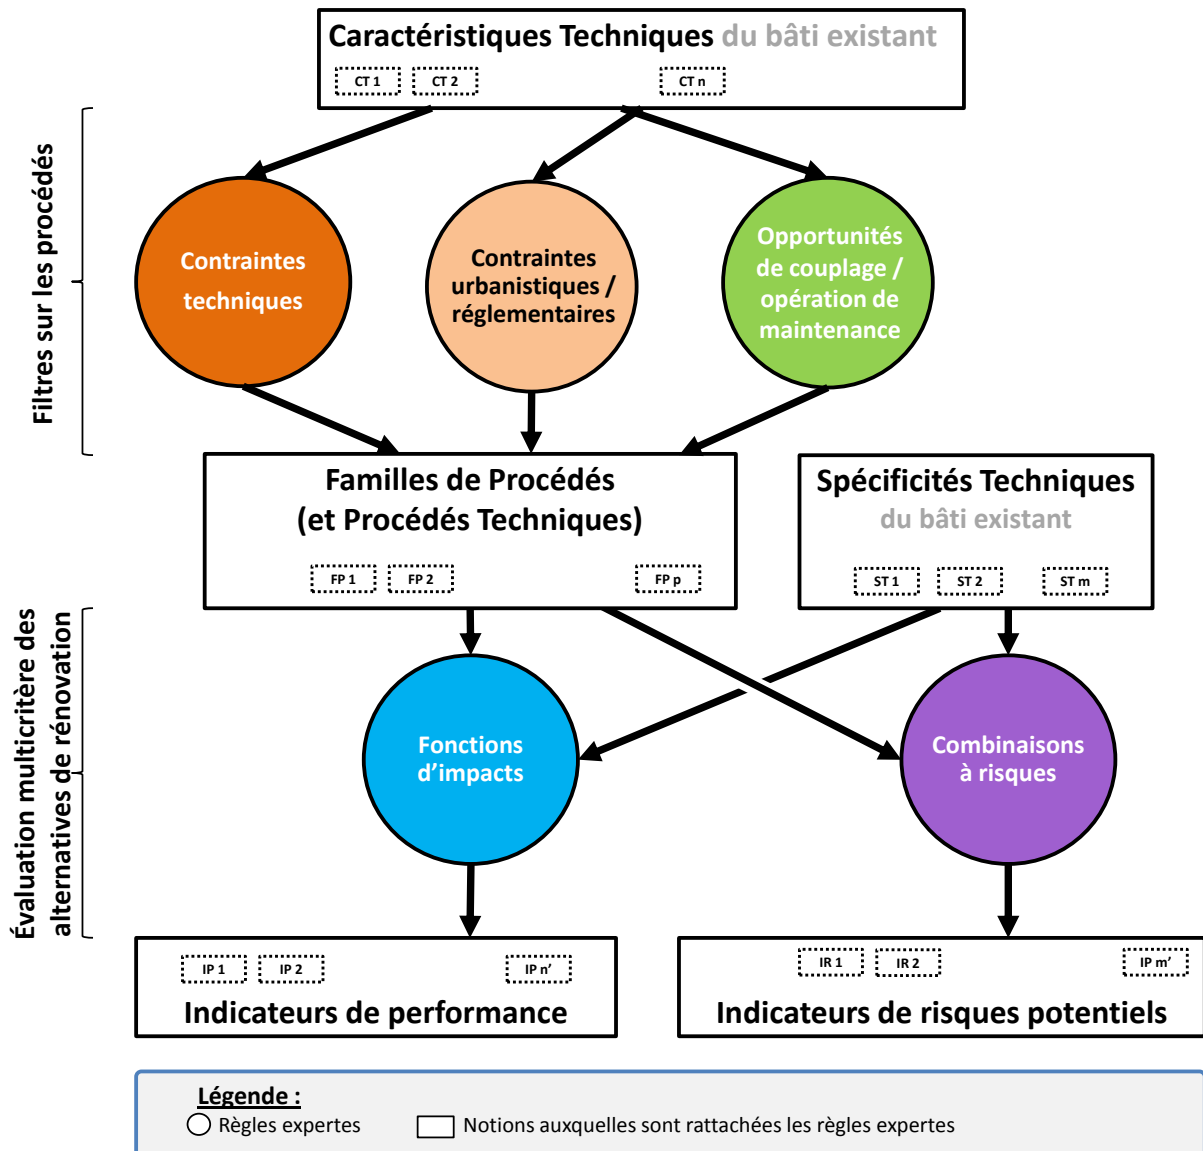 Caractéristiques Techniques du bâti existant
CT 1
CT 2
CT n
Filtres sur les procédés
Contraintes
techniques
Contraintes
urbanistiques /
réglementaires
Opportunités
de couplage /
opération de
maintenance
Familles de Procédés
(et Procédés Techniques)
FP 1
FP 2
FP p
Spécificités Techniques
du bâti existant
ST 1
ST 2
ST m
Évaluation multicritère des
alternatives de rénovation
Fonctions
d’impacts
Combinaisons
à risques
IP 1
IP 2
IP n’
Indicateurs de performance
IR 1
IR 2
IP m’
Indicateurs de risques potentiels
Légende :
Règles expertes
Notions auxquelles sont rattachées les règles expertes